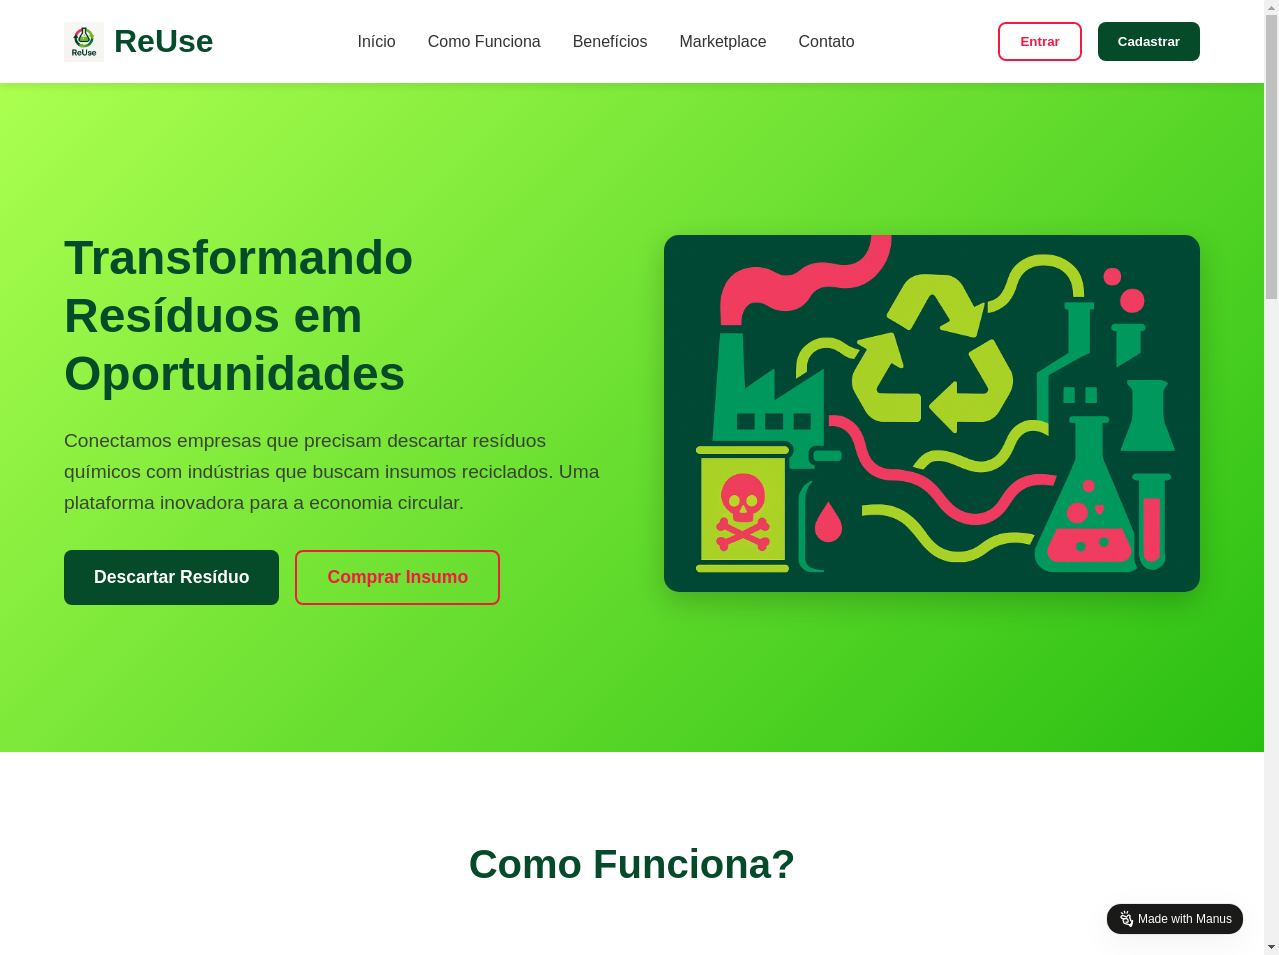 ReUse
ReUse
Início
Como Funciona
Benefícios
Marketplace
Contato
Entrar
Cadastrar
Transformando
Resíduos em
Oportunidades
Conectamos empresas que precisam descartar resíduos
químicos com indústrias que buscam insumos reciclados. Uma
plataforma inovadora para a economia circular.
Descartar Resíduo
Comprar Insumo
Como Funciona?
Made with Manus